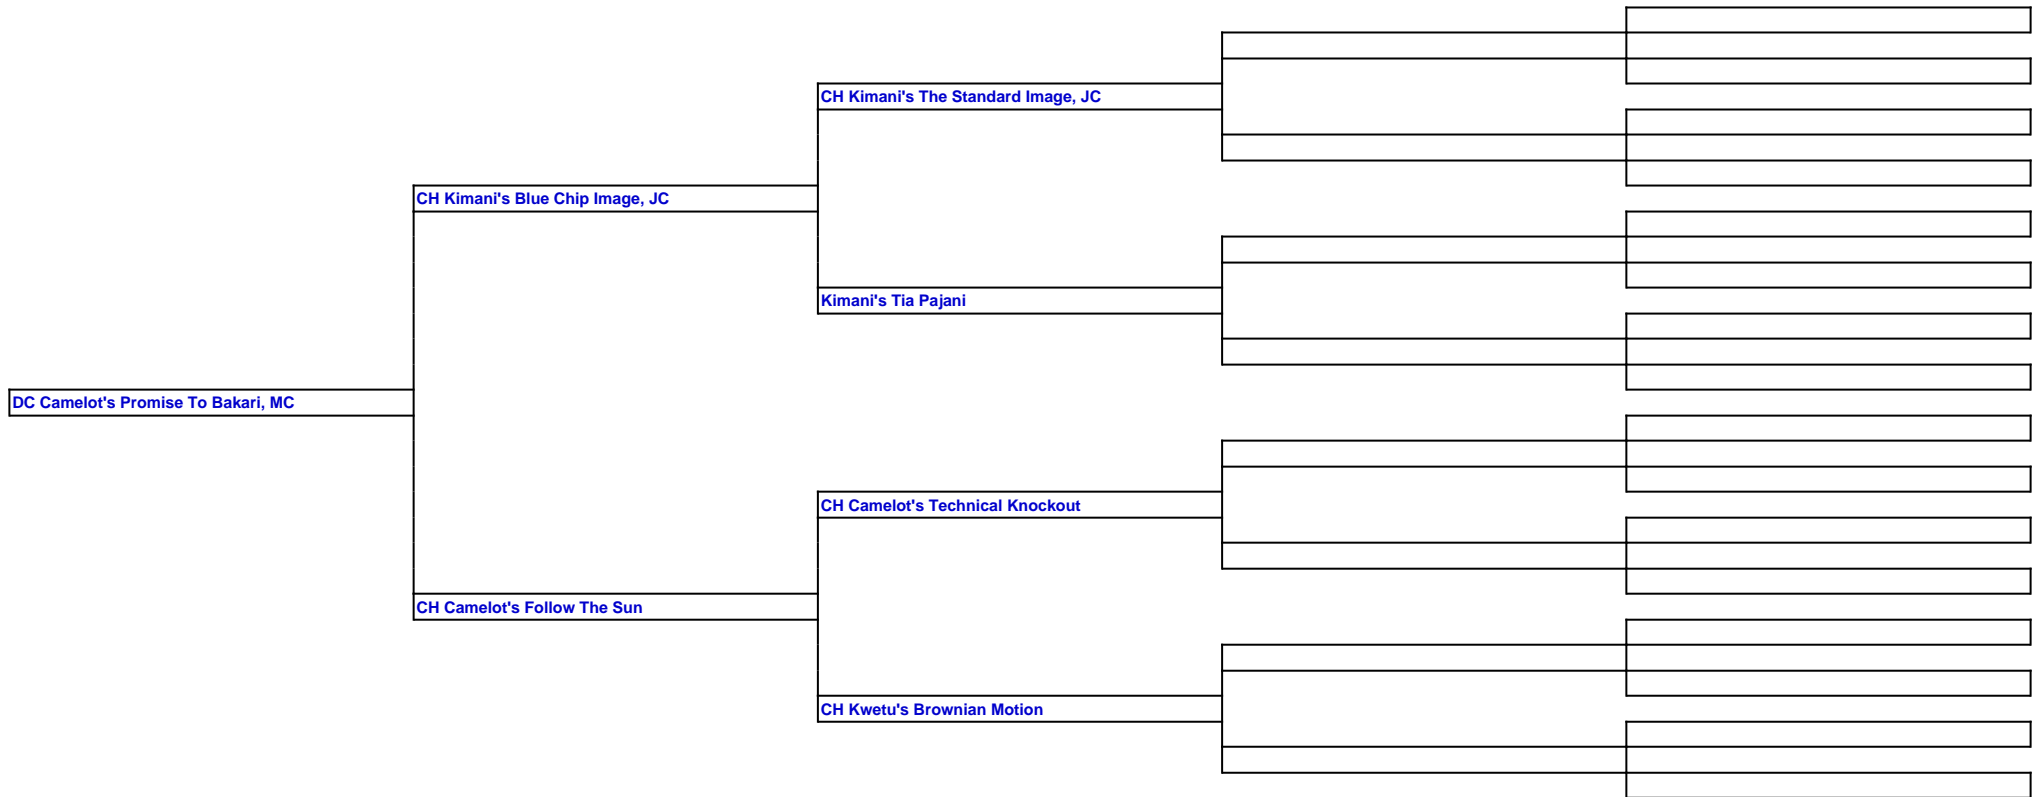 CH Kimani's The Standard Image, JC
CH Kimani's Blue Chip Image, JC
Kimani's Tia Pajani
DC Camelot's Promise To Bakari, MC
CH Camelot's Technical Knockout
CH Camelot's Follow The Sun
CH Kwetu's Brownian Motion